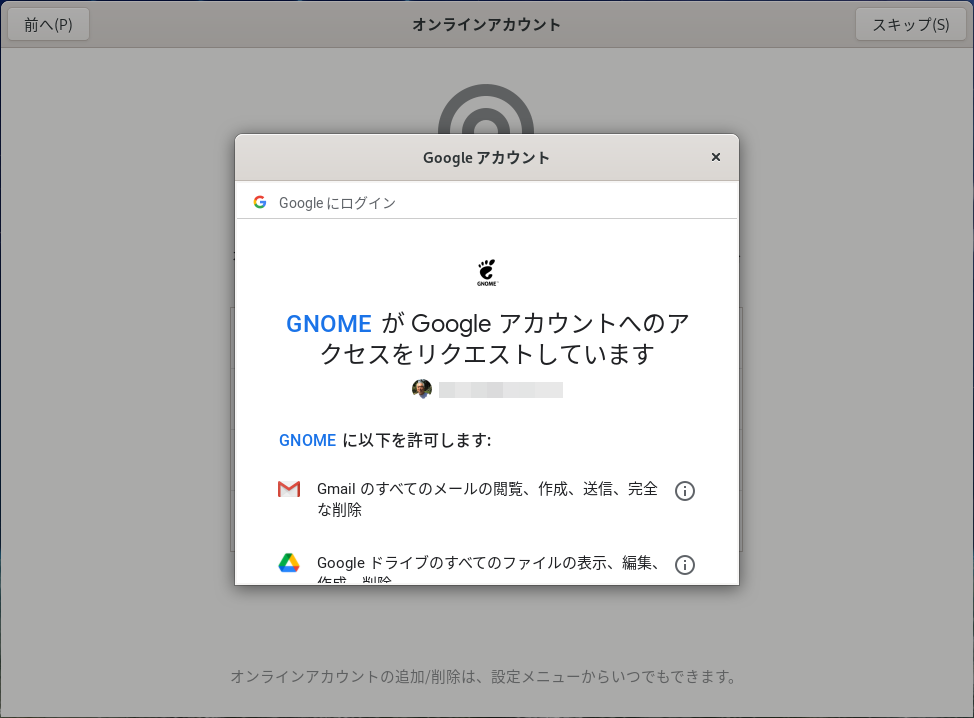 前へ(P)
オンラインアカウント
スキップ(S)
Google アカウント
Google にログイン
GNOME
GNOME が Google アカウントへのア
クセスをリクエストしています
GNOME に以下を許可します:
Gmail のすべてのメールの閲覧、作成、送信、完全
な削除
Google ドライブのすべてのファイルの表示、編集、
作成、削除
オンラインアカウントの追加/削除は、設定メニューからいつでもできます。